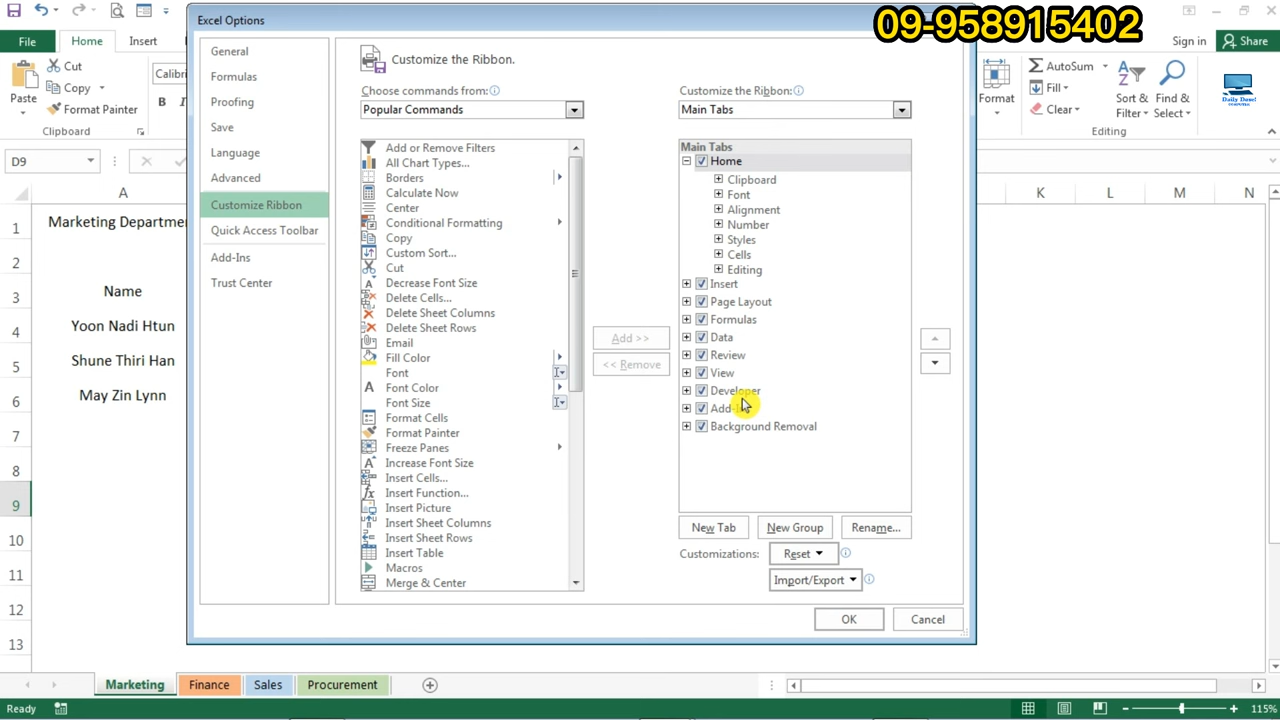 Excel Options
09-958915402
File
Home
Insert
Sign in
Share
Paste
Cut
Copy
Format Painter
Clipboard
Calibri
B
I
Format
AutoSum
Fill
Clear
Sort & Filter
Find & Select
Editing
Daily Dose!
D9
General
Formulas
Proofing
Save
Language
Advanced
Customize Ribbon
Quick Access Toolbar
Add-Ins
Trust Center
Customize the Ribbon.
Choose commands from:
Popular Commands
Add or Remove Filters
All Chart Types...
Borders
Calculate Now
Center
Conditional Formatting
Copy
Custom Sort...
Cut
Decrease Font Size
Delete Cells...
Delete Sheet Columns
Delete Sheet Rows
Email
Fill Color
Font
Font Color
Font Size
Format Cells
Format Painter
Freeze Panes
Increase Font Size
Insert Cells...
Insert Function...
Insert Picture
Insert Sheet Columns
Insert Sheet Rows
Insert Table
Macros
Merge & Center
Add >>
<< Remove
Customize the Ribbon:
Main Tabs
Main Tabs
Home
Clipboard
Font
Alignment
Number
Styles
Cells
Editing
Insert
Page Layout
Formulas
Data
Review
View
Developer
Background Removal
New Tab
New Group
Rename...
Customizations:
Reset
Import/Export
OK
Cancel
A
K
L
M
N
1
Marketing
2
3
Name
4
Yoon Nadi Htun
5
Shune Thiri Han
6
May Zin Lynn
7
8
9
10
11
12
13
Marketing
Finance
Sales
Procurement
Ready
115%